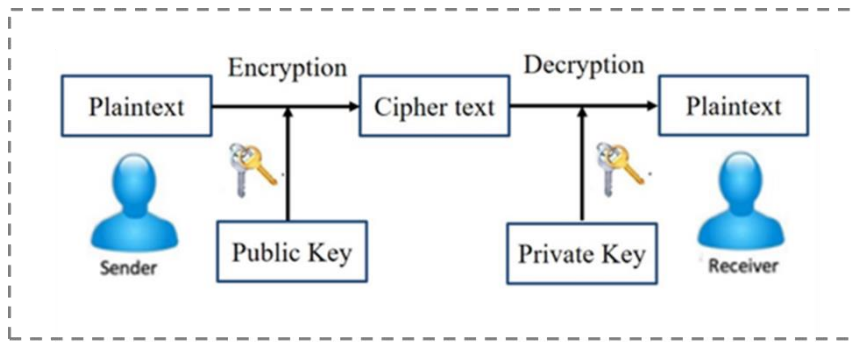 Encryption
Decryption
Plaintext
Cipher text
Plaintext
Public Key
Private Key
Sender
Receiver